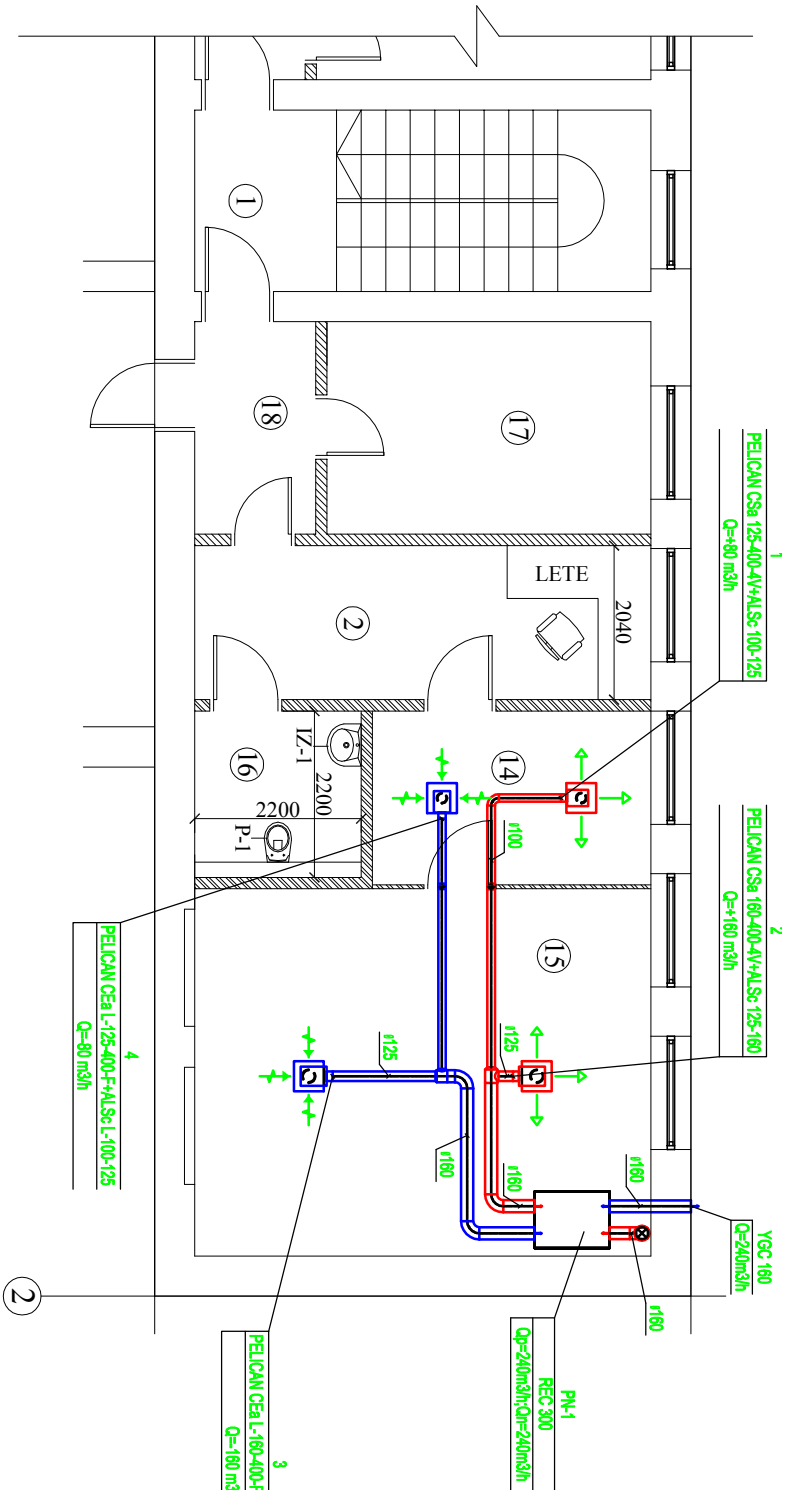 1
PELICAN CSa 125-400-4V+ALSc 100-125
Q=+80 m3/h
2
PELICAN CSa 160-400-4V+ALSc 125-160
Q=+160 m3/h
YGC 160
Q=240m3/h
PN-1
REC 300
Qp=240m3/h;Qn=240m3/h
3
PELICAN CEa L-160-400-F
Q=-160 m3
4
PELICAN CEa L-125-400-F+ALSc L-100-125
Q=-80 m3/h
1
18
17
LETE
2040
2
14
16
IZ-1
2200
2200
P-1
15
ø100
ø125
ø125
ø160
ø160
ø160
ø160
2